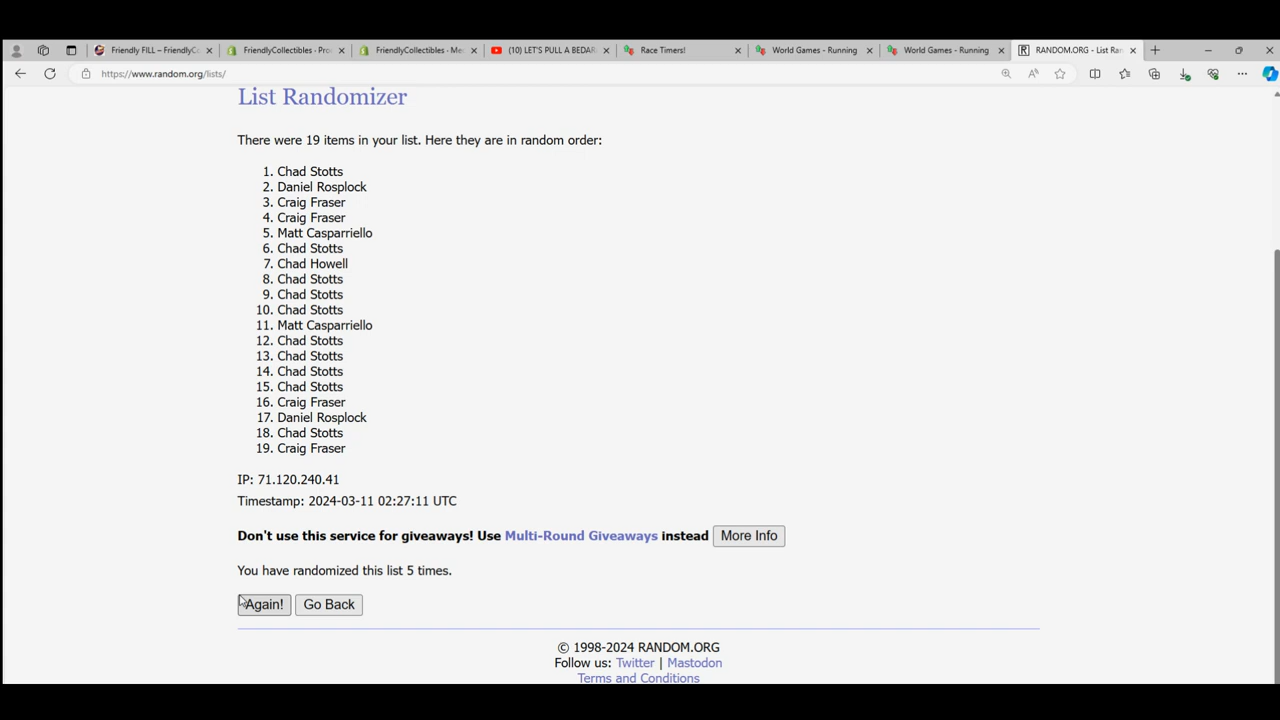 Friendly FILL – FriendlyCo
FriendlyCollectibles - Pro
FriendlyCollectibles - Me
(10) LET'S PULL A BEDAR
Race Timers!
World Games - Running
World Games - Running
RANDOM.ORG - List Ran
https://www.random.org/lists/
List Randomizer
There were 19 items in your list. Here they are in random order:
1. Chad Stotts
2. Daniel Rosplock
3. Craig Fraser
4. Craig Fraser
5. Matt Casparriello
6. Chad Stotts
7. Chad Howell
8. Chad Stotts
9. Chad Stotts
10. Chad Stotts
11. Matt Casparriello
12. Chad Stotts
13. Chad Stotts
14. Chad Stotts
15. Chad Stotts
16. Craig Fraser
17. Daniel Rosplock
18. Chad Stotts
19. Craig Fraser
IP: 71.120.240.41
Timestamp: 2024-03-11 02:27:11 UTC
Don't use this service for giveaways! Use Multi-Round Giveaways instead More Info
You have randomized this list 5 times.
Again! Go Back
© 1998-2024 RANDOM.ORG
Follow us: Twitter | Mastodon
Terms and Conditions